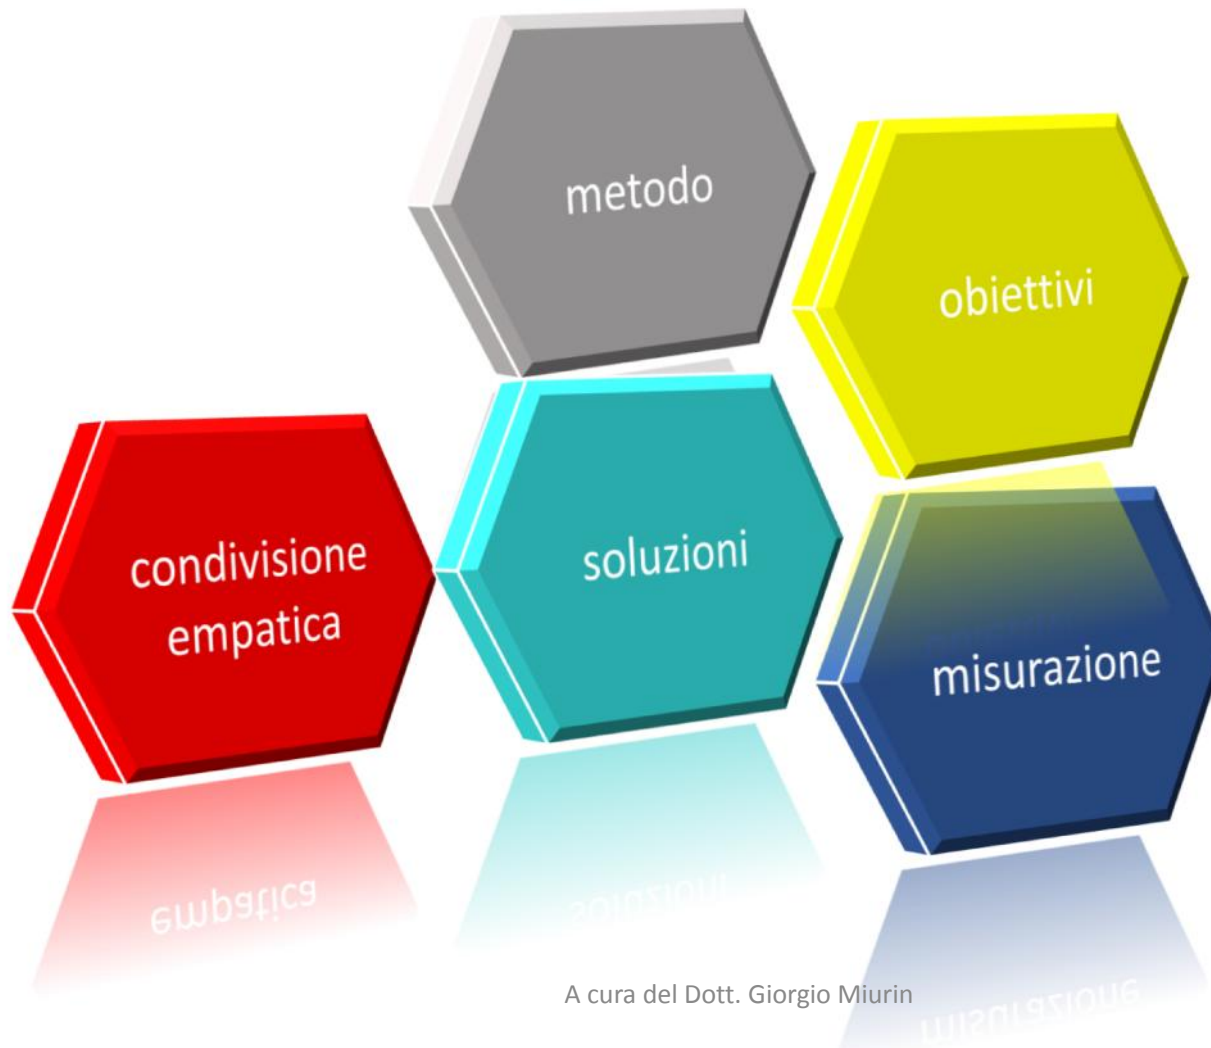 metodo
obiettivi
condivisione
empatica
soluzioni
misurazione
A cura del Dott. Giorgio Miurin